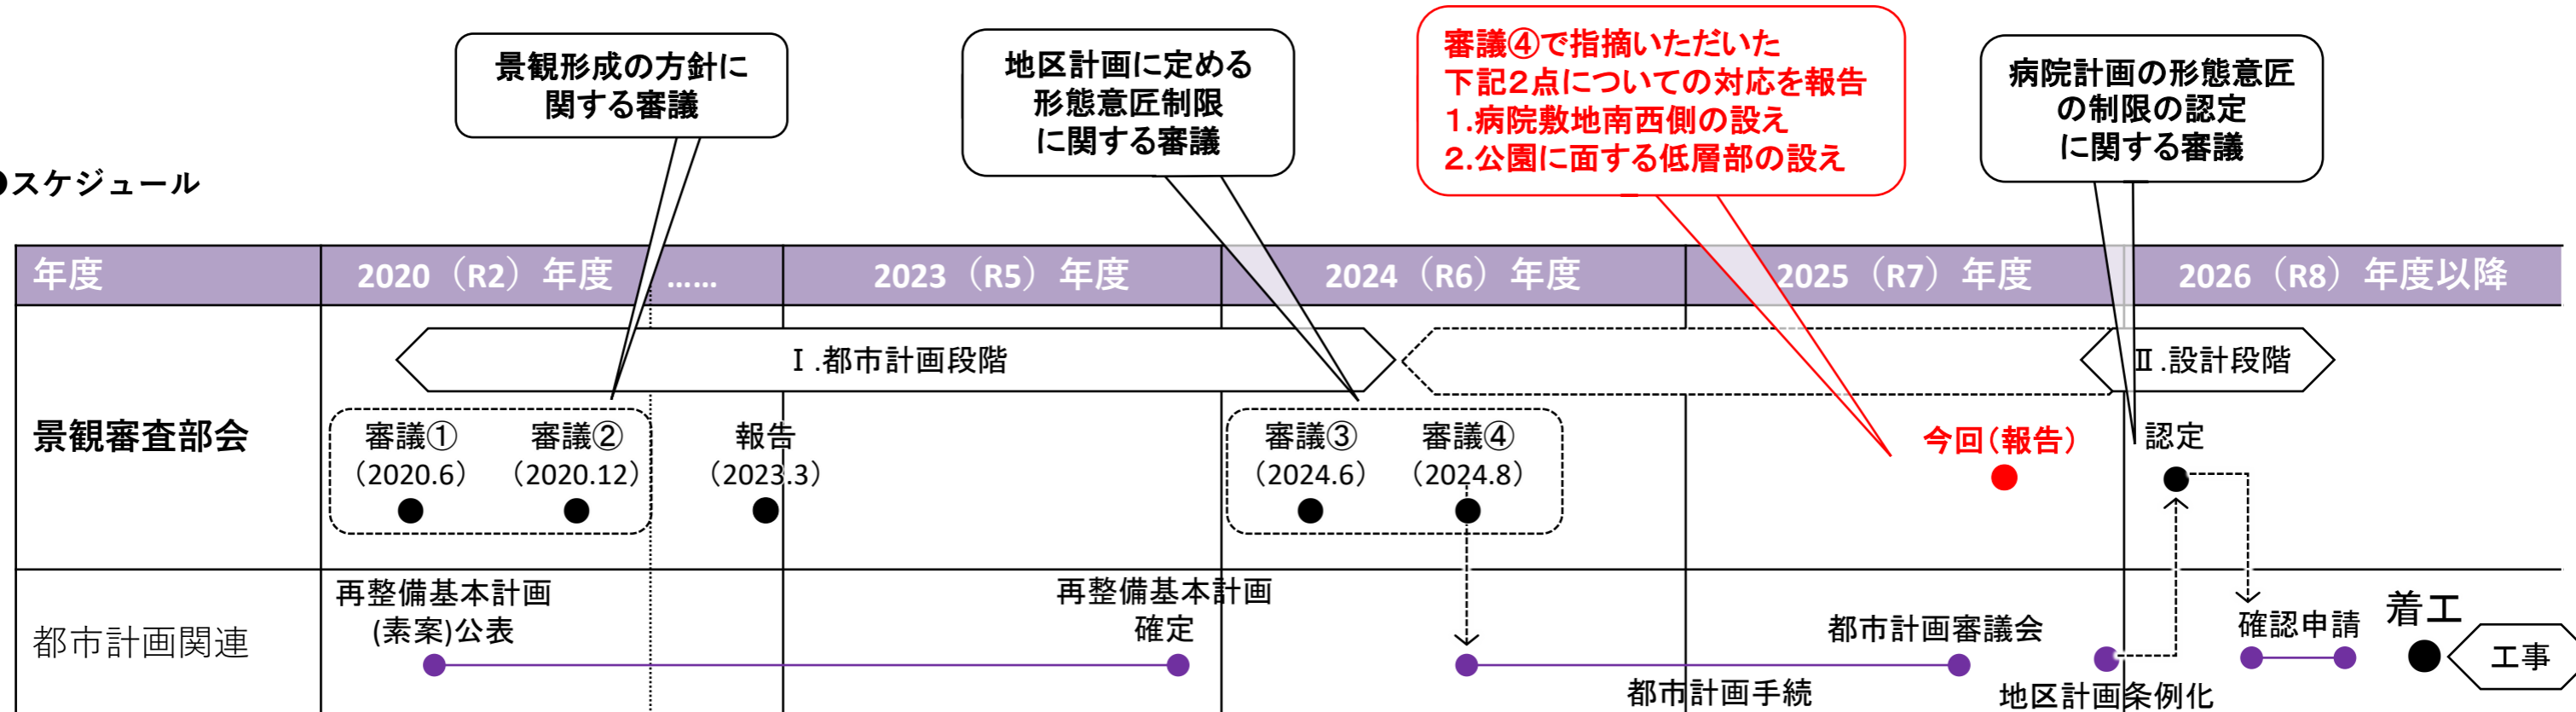 景観形成の方針に
関する審議
地区計画に定める
形態意匠制限
に関する審議
審議④で指摘いただいた
下記2点についての対応を報告
1.病院敷地南西側の設え
2.公園に面する低層部の設え
病院計画の形態意匠
の制限の認定
に関する審議
●スケジュール
年度
2020（R2）年度 ……
2023（R5）年度
2024（R6）年度
2025（R7）年度
2026（R8）年度以降
Ⅰ.都市計画段階
Ⅱ.設計段階
景観審査部会
審議①
（2020.6）
審議②
（2020.12）
報告
（2023.3）
審議③
（2024.6）
審議④
（2024.8）
今回(報告)
認定
都市計画関連
再整備基本計画
(素案)公表
再整備基本計画
確定
都市計画手続
都市計画審議会
地区計画条例化
確認申請
着工
工事